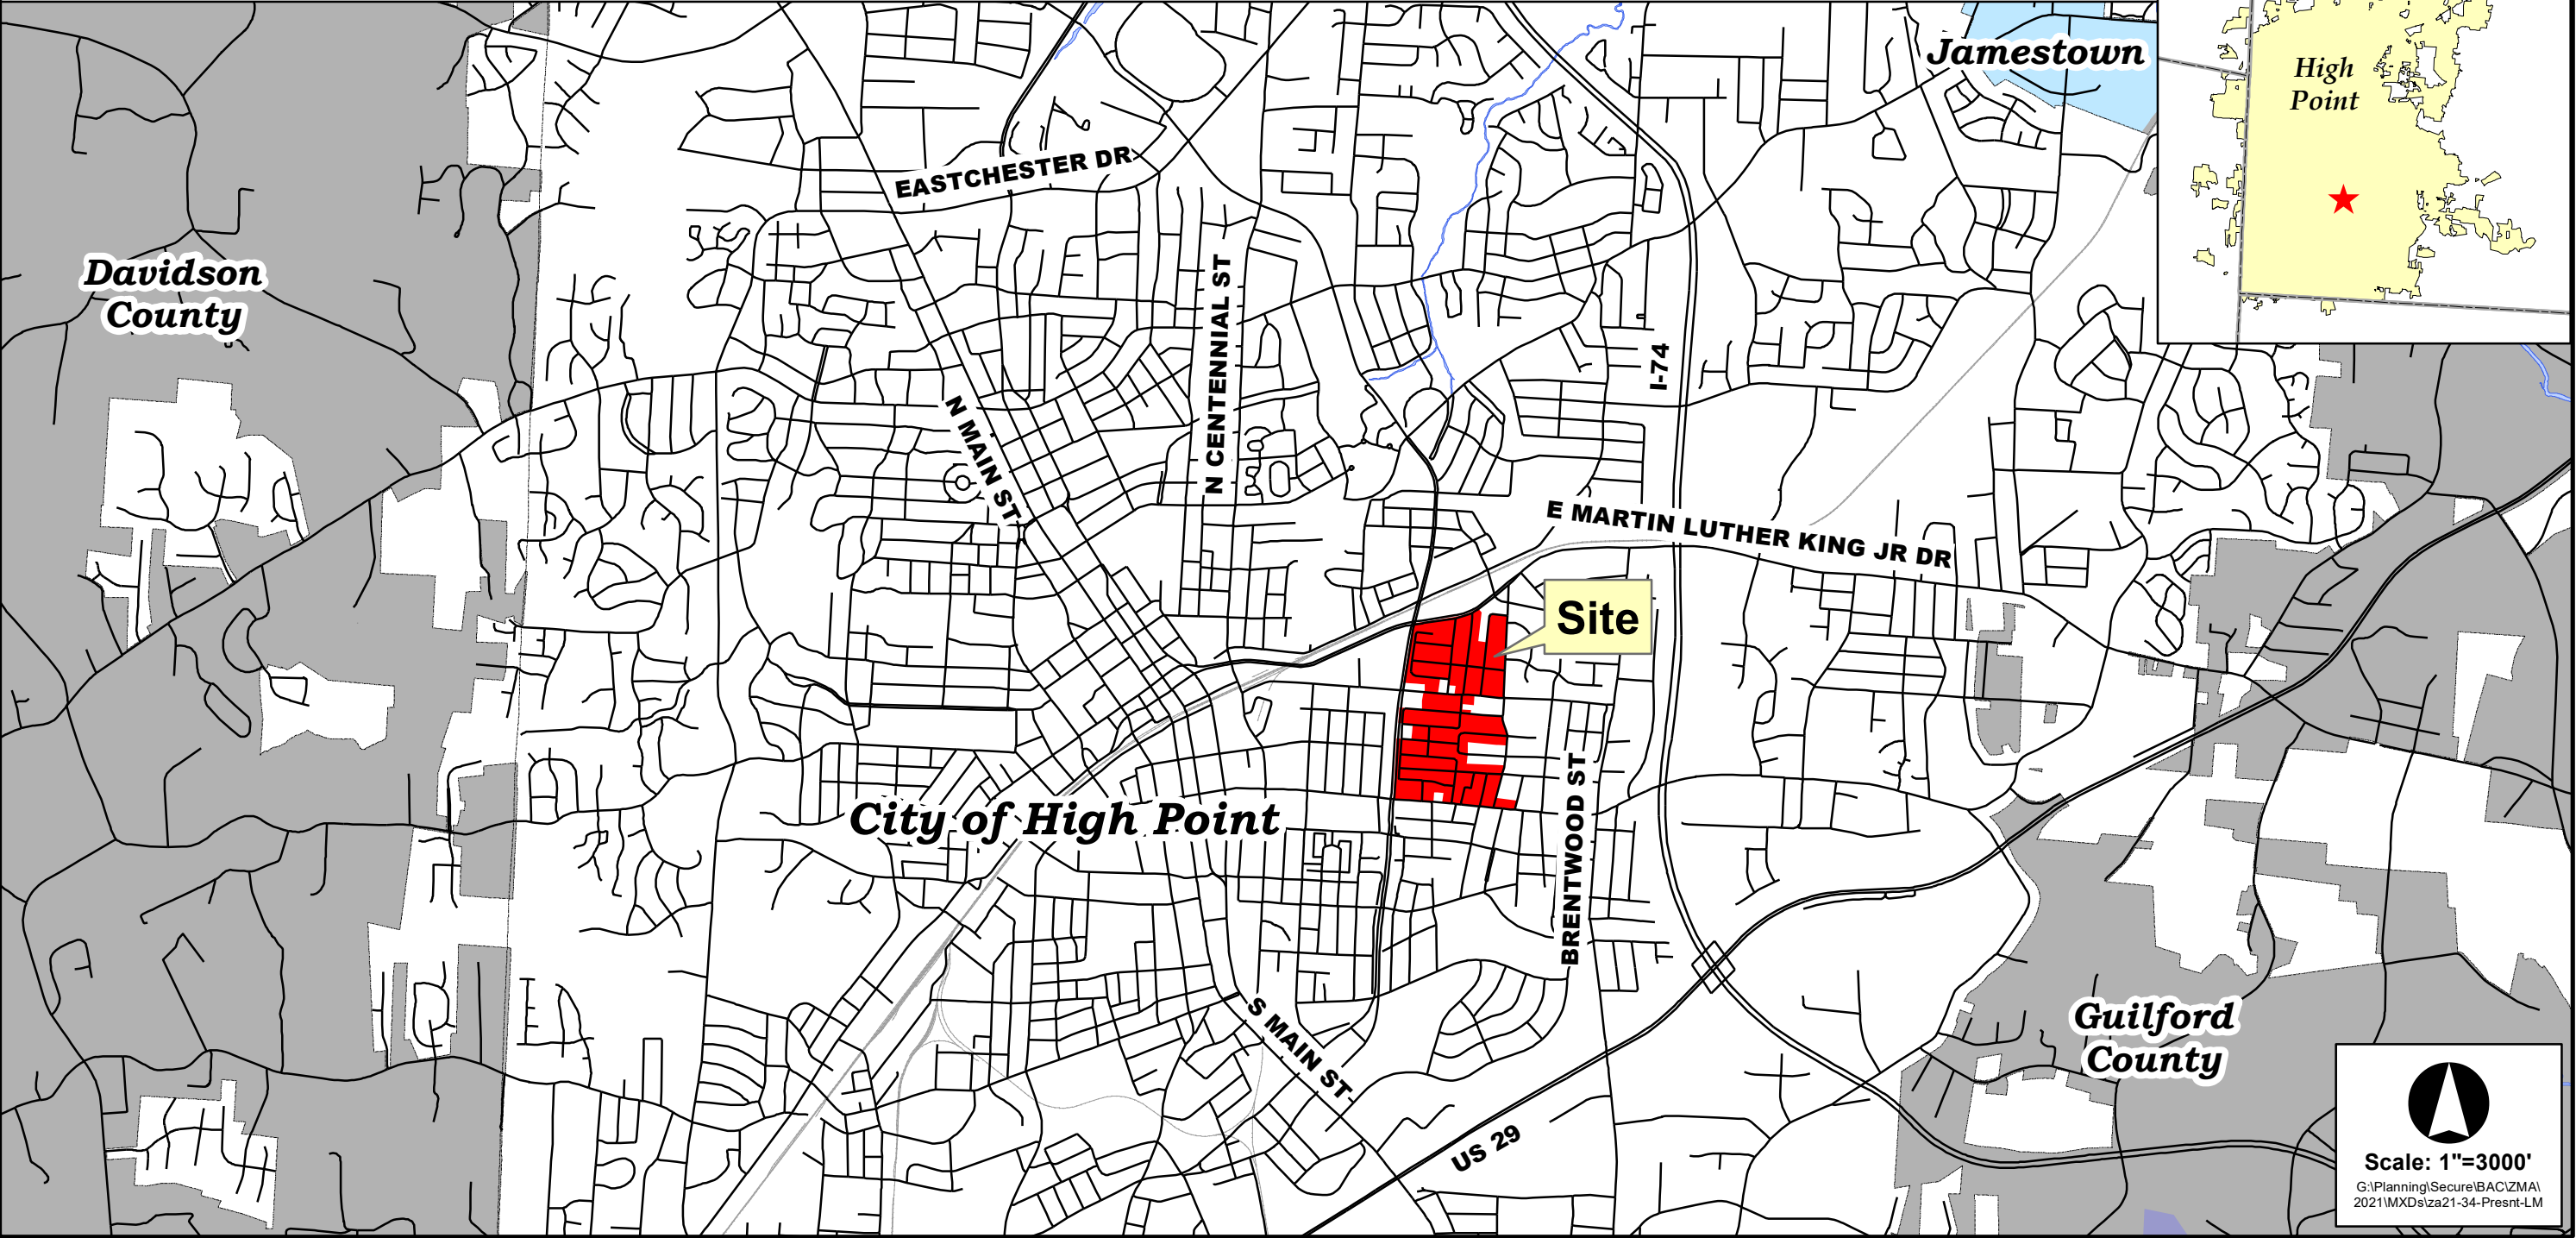 Jamestown
High
Point
EASTCHESTER DR
Davidson
County
N CENTENNIAL ST
I-74
N MAIN ST
E MARTIN LUTHER KING JR DR
Site
City of High Point
BRENTWOOD ST
S MAIN ST
Guilford
County
US 29
Scale: 1"=3000'
G:\Planning\Secure\BAC\ZMA\
2021\MXDs\za21-34-Presnt-LM